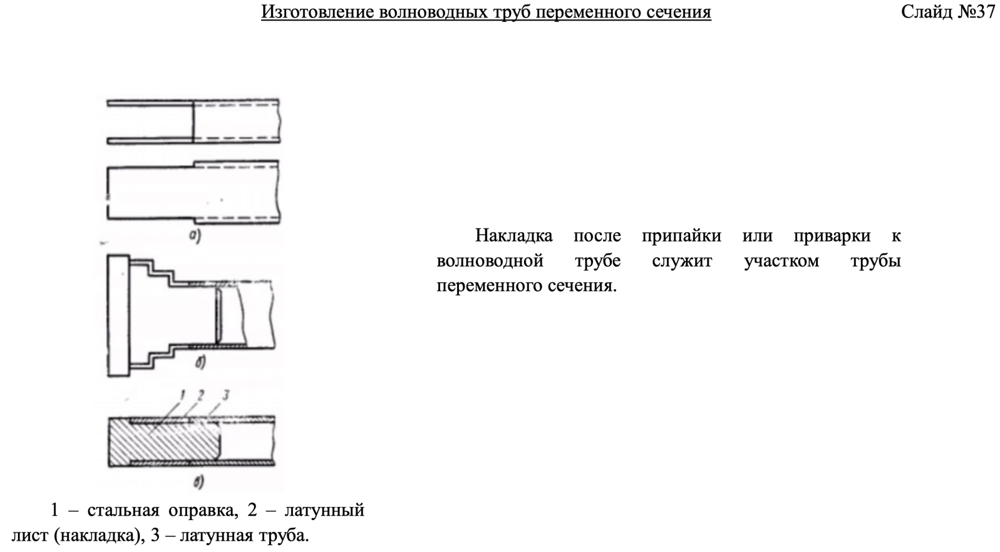 Изготовление волноводных труб переменного сечения
Слайд №37
а)
б)
1 2 3
в)
Накладка после припайки или приварки к
волноводной трубе служит участком трубы
переменного сечения.
1 – стальная оправка, 2 – латунный
лист (накладка), 3 – латунная труба.